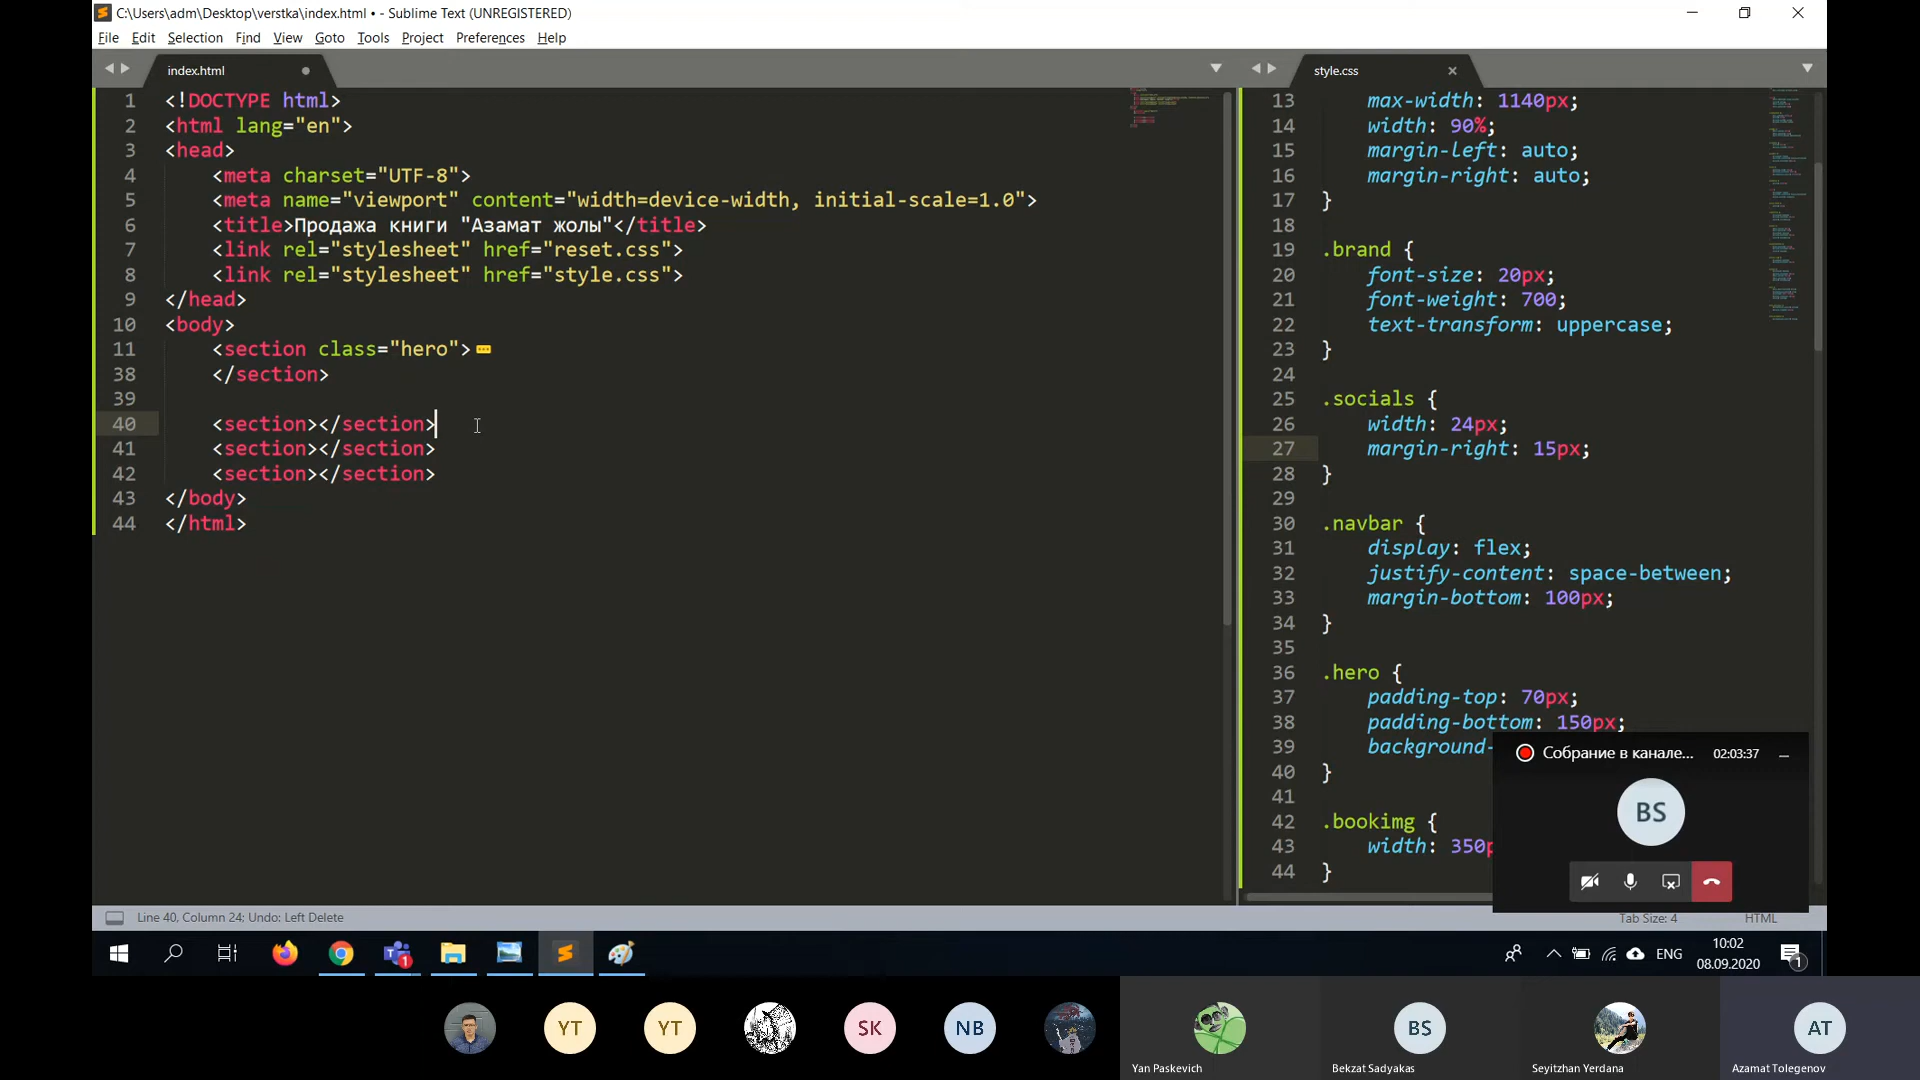 C:\Users\adm\Desktop\verstka\index.html • - Sublime Text (UNREGISTERED)
File Edit Selection Find View Goto Tools Project Preferences Help
index.html
1 <!DOCTYPE html>
2 <html lang="en">
3 <head>
4 <meta charset="UTF-8">
5 <meta name="viewport" content="width=device-width, initial-scale=1.0">
6 <title>Продажа книги "Азамат жолы"</title>
7 <link rel="stylesheet" href="reset.css">
8 <link rel="stylesheet" href="style.css">
9 </head>
10 <body>
11 <section class="hero">
38 </section>
39
40 <section></section>
41 <section></section>
42 <section></section>
43 </body>
44 </html>
style.css
13 max-width: 1140px;
14 width: 90%;
15 margin-left: auto;
16 margin-right: auto;
17 }
18
19 .brand {
20 font-size: 20px;
21 font-weight: 700;
22 text-transform: uppercase;
23 }
24
25 .socials {
26 width: 24px;
27 margin-right: 15px;
28 }
29
30 .navbar {
31 display: flex;
32 justify-content: space-between;
33 margin-bottom: 100px;
34 }
35
36 .hero {
37 padding-top: 70px;
38 padding-bottom: 150px;
39 background-
40 }
41
42 .bookimg {
43 width: 350p
44 }
Собрание в канале... 02:03:37
BS
Line 40, Column 24; Undo: Left Delete
Tab Size: 4 HTML
1
ENG
10:02
08.09.2020
1
YT YT SK NB BS AT
Yan Paskevich Bekzat Sadyakas Seyitzhan Yerdana Azamat Tolegenov